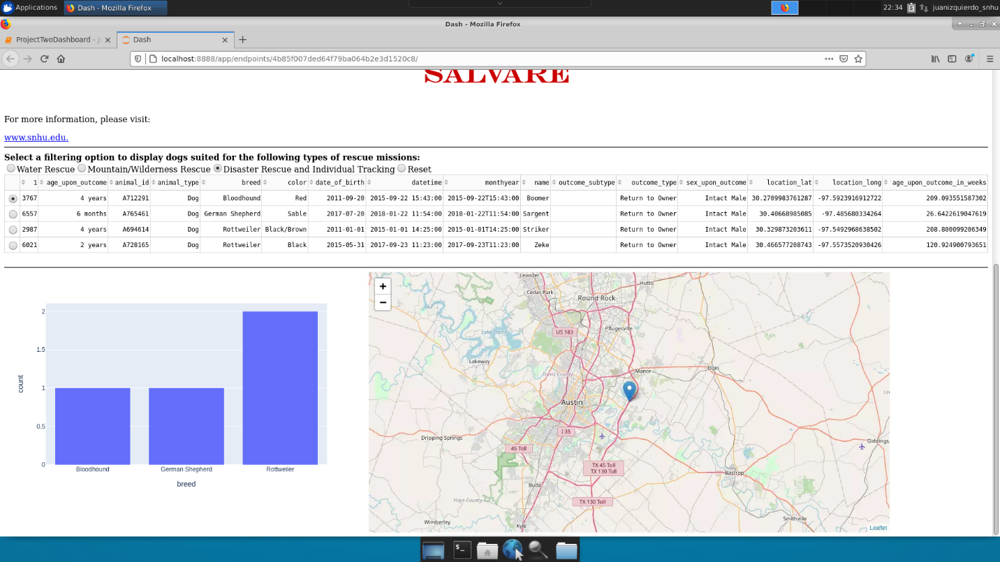 Applications Dash - Mozilla Firefox 22:34 juanizquierdo_snhu
Dash - Mozilla Firefox
ProjectTwoDashboard - Dash
localhost:8888/app/endpoints/4b85f007ded64f79ba064b2e3d1520c8/
SALVARE
For more information, please visit:
www.snhu.edu.
Select a filtering option to display dogs suited for the following types of rescue missions:
Water Rescue Mountain/Wilderness Rescue Disaster Rescue and Individual Tracking Reset
1 age_upon_outcome animal_id animal_type breed color date_of_birth datetime monthyear name outcome_subtype outcome_type sex_upon_outcome location_lat location_long age_upon_outcome_in_weeks
3767 4 years A712291 Dog Bloodhound Red 2011-09-20 2015-09-22 15:43:00 2015-09-22T15:43:00 Boomer Return to Owner Intact Male 30.2709983761287 -97.5923916912722 209.093551587302
6557 6 months A765461 Dog German Shepherd Sable 2017-07-20 2018-01-22 11:54:00 2018-01-22T11:54:00 Sargent Return to Owner Intact Male 30.40668985085 -97.485680334264 26.6422619047619
2987 4 years A694614 Dog Rottweiler Black/Brown 2011-01-01 2015-01-01 14:25:00 2015-01-01T14:25:00 Striker Return to Owner Intact Male 30.329873203611 -97.5492968638502 208.800099206349
6021 2 years A728165 Dog Rottweiler Black 2015-05-31 2017-09-23 11:23:00 2017-09-23T11:23:00 Zeke Return to Owner Intact Male 30.466577208743 -97.5573520930426 120.924900793651
2
1.5
1
0.5
0
count
Bloodhound German Shepherd Rottweiler
breed
+
−
Leander
Hutto
Cedar Park
Round Rock
US 183
Pflugerville
Lake Travis
Lakeway
Manor
Elgin
Travis County
Austin
I 35
Dripping Springs
Giddings
45 Toll
TX 45 Toll
TX 130 Toll
Bastrop
Buda
Hays County
TX 130 Toll
Wimberley
Kyle
Smithville
Leaflet